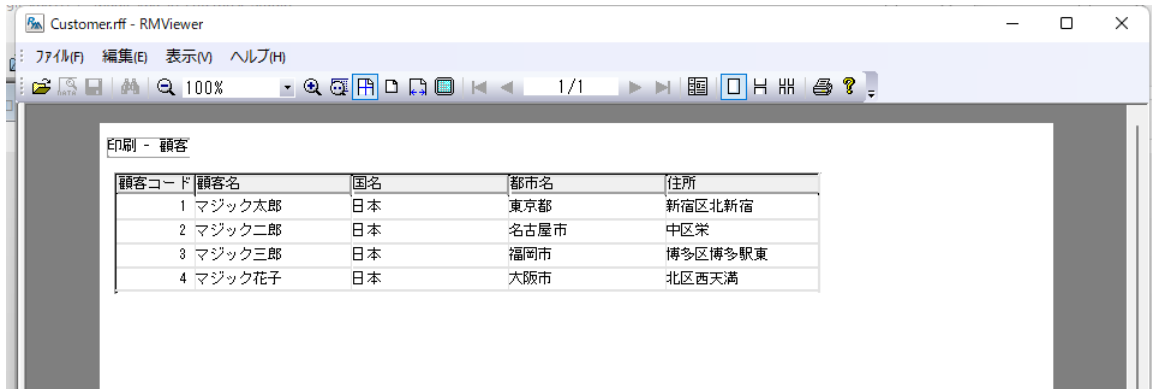 Customer.rff - RMViewer
ファイル(F) 編集(E) 表示(V) ヘルプ(H)
100% 1/1
印刷 - 顧客
顧客コード 顧客名 国名 都市名 住所
1 マジック太郎 日本 東京都 新宿区北新宿
2 マジック二郎 日本 名古屋市 中区栄
3 マジック三郎 日本 福岡市 博多区博多駅東
4 マジック花子 日本 大阪市 北区西天満